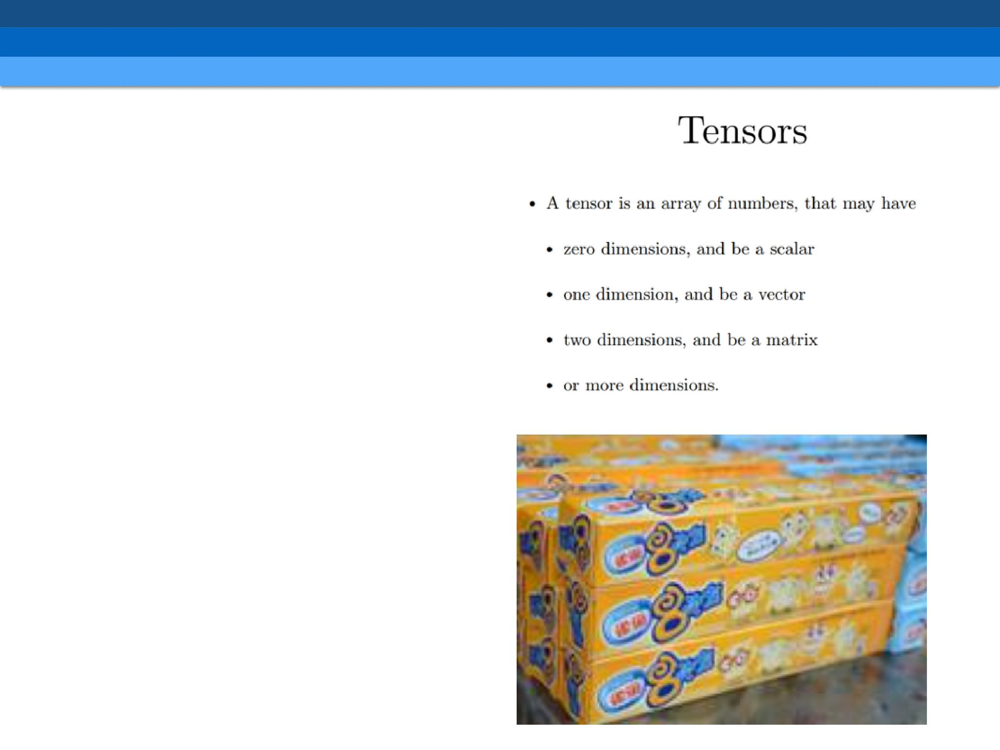 Tensors
• A tensor is an array of numbers, that may have
• zero dimensions, and be a scalar
• one dimension, and be a vector
• two dimensions, and be a matrix
• or more dimensions.